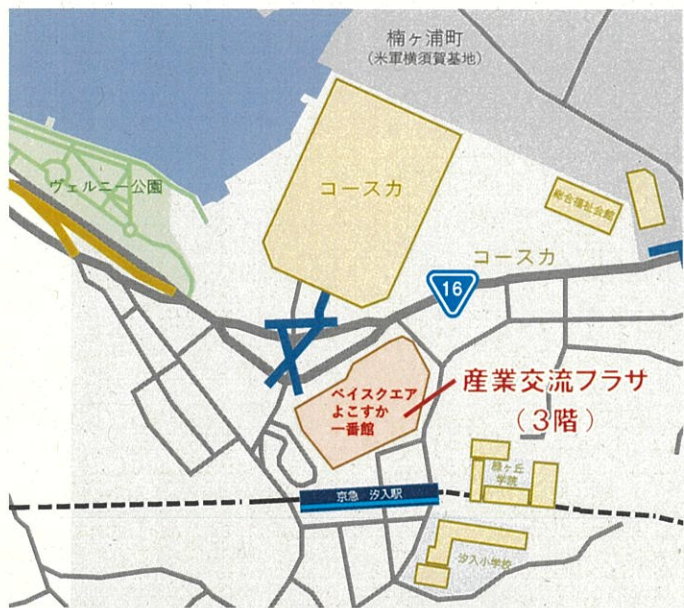 楠ヶ浦町
(米軍横須賀基地)
ヴェルニー公園
コースカ
総合福祉会館
コースカ
16
ベイスクエア
よこすか
一番館
産業交流プラザ
(3階)
緑ヶ丘
学院
京急 汐入駅
汐入小学校